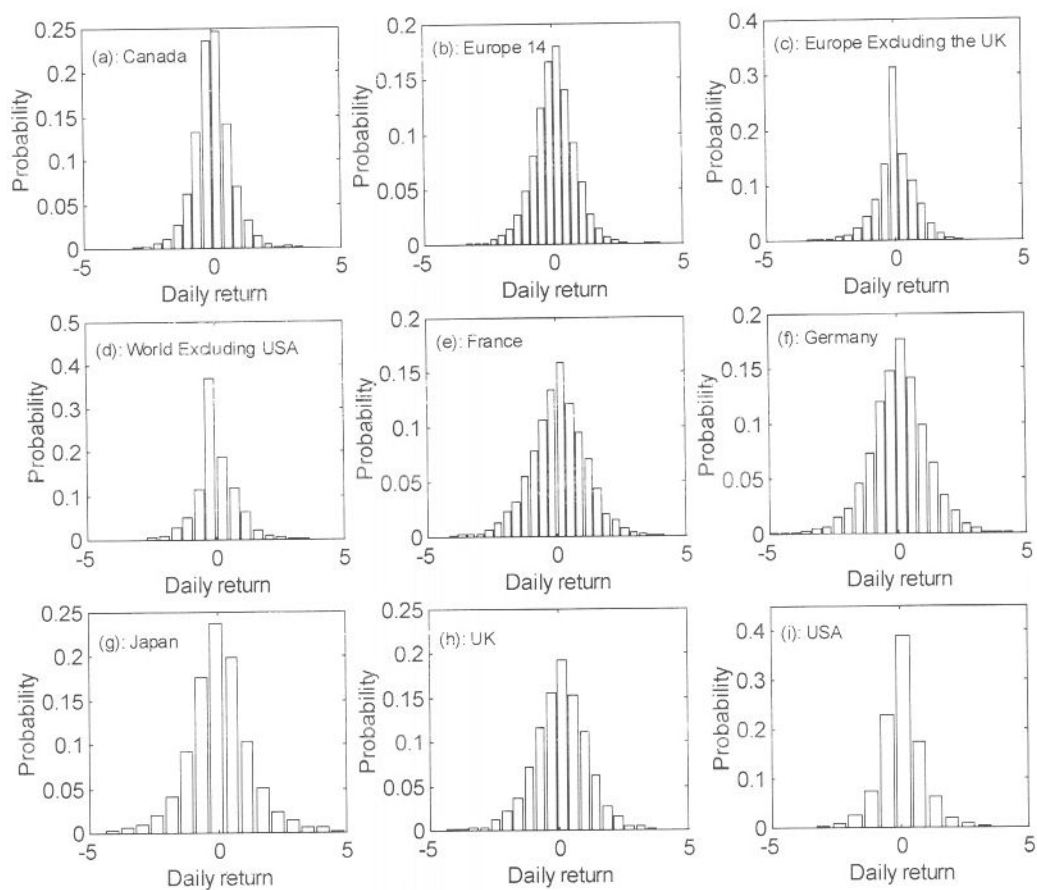 0.25
0.2
0.15
0.1
0.05
0
-5
0
5
(a): Canada
Probability
Daily return
0.2
0.15
0.1
0.05
0
-5
0
5
(b): Europe 14
Probability
Daily return
0.4
0.3
0.2
0.1
0
-5
0
5
(c): Europe Excluding the UK
Probability
Daily return
0.5
0.4
0.3
0.2
0.1
0
-5
0
5
(d): World Excluding USA
Probability
Daily return
0.2
0.15
0.1
0.05
0
-5
0
5
(e): France
Probability
Daily return
0.2
0.15
0.1
0.05
0
-5
0
5
(f): Germany
Probability
Daily return
0.25
0.2
0.15
0.1
0.05
0
-5
0
5
(g): Japan
Probability
Daily return
0.25
0.2
0.15
0.1
0.05
0
-5
0
5
(h): UK
Probability
Daily return
0.4
0.3
0.2
0.1
0
-5
0
5
(i): USA
Probability
Daily return